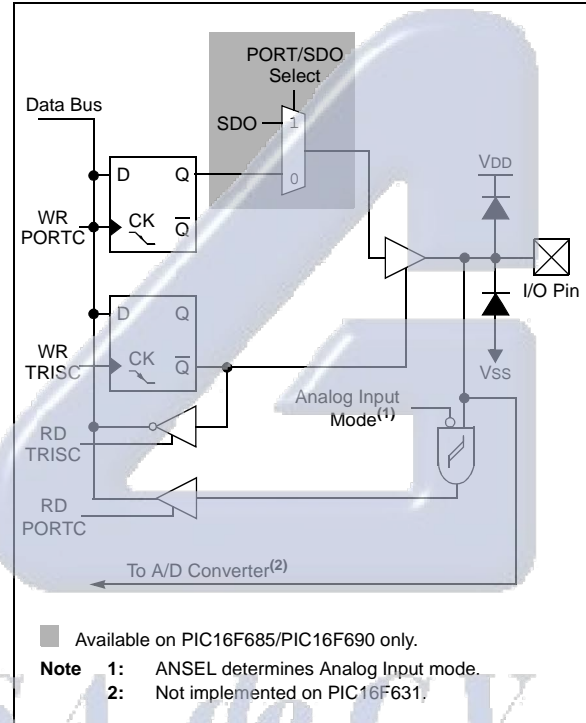 PORT/SDO
Select
Data Bus
SDO
1
0
D Q
CK
Q
WR
PORTC
VDD
I/O Pin
VSS
D Q
CK
Q
WR
TRISC
Analog Input
Mode(1)
RD
TRISC
RD
PORTC
To A/D Converter(2)
Available on PIC16F685/PIC16F690 only.
Note 1: ANSEL determines Analog Input mode.
2: Not implemented on PIC16F631.